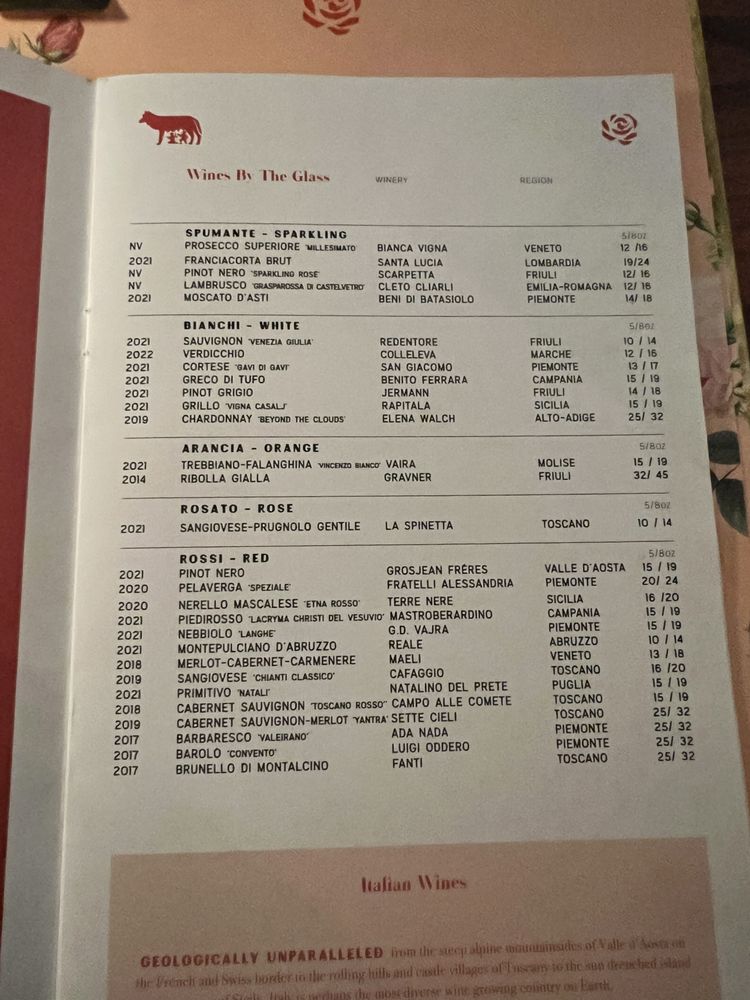 Wines By The Glass WINERY REGION
SPUMANTE - SPARKLING 5/8OZ
NV PROSECCO SUPERIORE 'MILLESIMATO' BIANCA VIGNA VENETO 12 /16
2021 FRANCIACORTA BRUT SANTA LUCIA LOMBARDIA 19/24
NV PINOT NERO 'SPARKLING ROSE' SCARPETTA FRIULI 12/ 16
NV LAMBRUSCO 'GRASPAROSSA DI CASTELVETRO' CLETO CLIARLI EMILIA-ROMAGNA 12/ 16
2021 MOSCATO D'ASTI BENI DI BATASIOLO PIEMONTE 14/ 18
BIANCHI - WHITE 5/8OZ
2021 SAUVIGNON 'VENEZIA GIULIA' REDENTORE FRIULI 10 / 14
2022 VERDICCHIO COLLELEVA MARCHE 12 / 16
2021 CORTESE 'GAVI DI GAVI' SAN GIACOMO PIEMONTE 13 / 17
2021 GRECO DI TUFO BENITO FERRARA CAMPANIA 15 / 19
2021 PINOT GRIGIO JERMANN FRIULI 14 / 18
2021 GRILLO 'VIGNA CASALJ' RAPITALA SICILIA 15 / 19
2019 CHARDONNAY 'BEYOND THE CLOUDS' ELENA WALCH ALTO-ADIGE 25/ 32
ARANCIA - ORANGE 5/8OZ
2021 TREBBIANO-FALANGHINA 'VINCENZO BIANCO' VAIRA MOLISE 15 / 19
2014 RIBOLLA GIALLA GRAVNER FRIULI 32/ 45
ROSATO - ROSE 5/8OZ
2021 SANGIOVESE-PRUGNOLO GENTILE LA SPINETTA TOSCANO 10 / 14
ROSSI - RED 5/8OZ
2021 PINOT NERO GROSJEAN FRÉRES VALLE D'AOSTA 15 / 19
2020 PELAVERGA 'SPEZIALE' FRATELLI ALESSANDRIA PIEMONTE 20/ 24
2020 NERELLO MASCALESE 'ETNA ROSSO' TERRE NERE SICILIA 16 /20
2021 PIEDIROSSO 'LACRYMA CHRISTI DEL VESUVIO' MASTROBERARDINO CAMPANIA 15 / 19
2021 NEBBIOLO 'LANGHE' G.D. VAJRA PIEMONTE 15 / 19
2021 MONTEPULCIANO D'ABRUZZO REALE ABRUZZO 10 / 14
2018 MERLOT-CABERNET-CARMENERE MAELI VENETO 13 / 18
2019 SANGIOVESE 'CHIANTI CLASSICO' CAFAGGIO TOSCANO 16 /20
2021 PRIMITIVO 'NATALI' NATALINO DEL PRETE PUGLIA 15 / 19
2018 CABERNET SAUVIGNON 'TOSCANO ROSSO' CAMPO ALLE COMETE TOSCANO 15 / 19
2019 CABERNET SAUVIGNON-MERLOT 'YANTRA' SETTE CIELI TOSCANO 25/ 32
2017 BARBARESCO 'VALEIRANO' ADA NADA PIEMONTE 25/ 32
2017 BAROLO 'CONVENTO' LUIGI ODDERO PIEMONTE 25/ 32
2017 BRUNELLO DI MONTALCINO FANTI TOSCANO 25/ 32
Italian Wines
GEOLOGICALLY UNPARALLELED from the steep alpine mountainsides of Valle d'Aosta on
the French and Swiss border to the rolling hills and castle villages of Tuscany to the sun drenched island
of Sicily, Italy is perhaps the most diverse wine growing country on Earth.